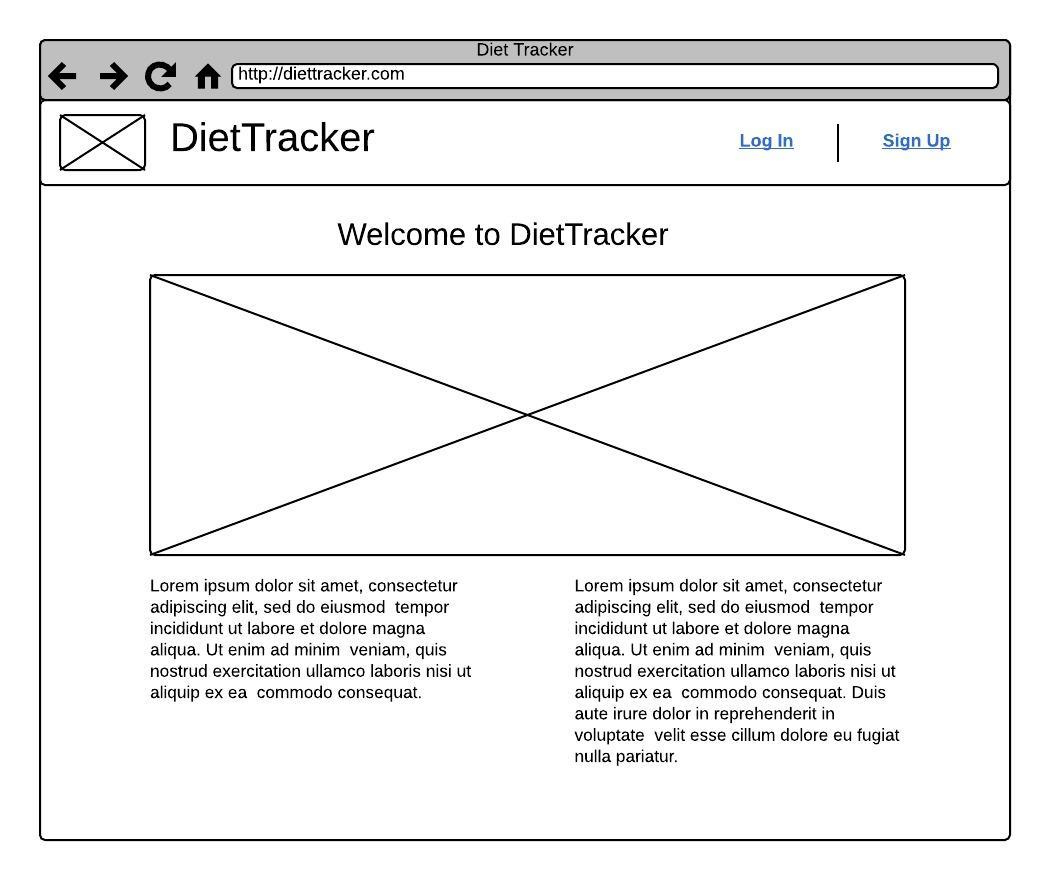 Diet Tracker
http://diettracker.com
DietTracker
Log In
Sign Up
Welcome to DietTracker
Lorem ipsum dolor sit amet, consectetur
adipiscing elit, sed do eiusmod  tempor
incididunt ut labore et dolore magna
aliqua. Ut enim ad minim  veniam, quis
nostrud exercitation ullamco laboris nisi ut
aliquip ex ea  commodo consequat.
Lorem ipsum dolor sit amet, consectetur
adipiscing elit, sed do eiusmod  tempor
incididunt ut labore et dolore magna
aliqua. Ut enim ad minim  veniam, quis
nostrud exercitation ullamco laboris nisi ut
aliquip ex ea  commodo consequat. Duis
aute irure dolor in reprehenderit in
voluptate  velit esse cillum dolore eu fugiat
nulla pariatur.